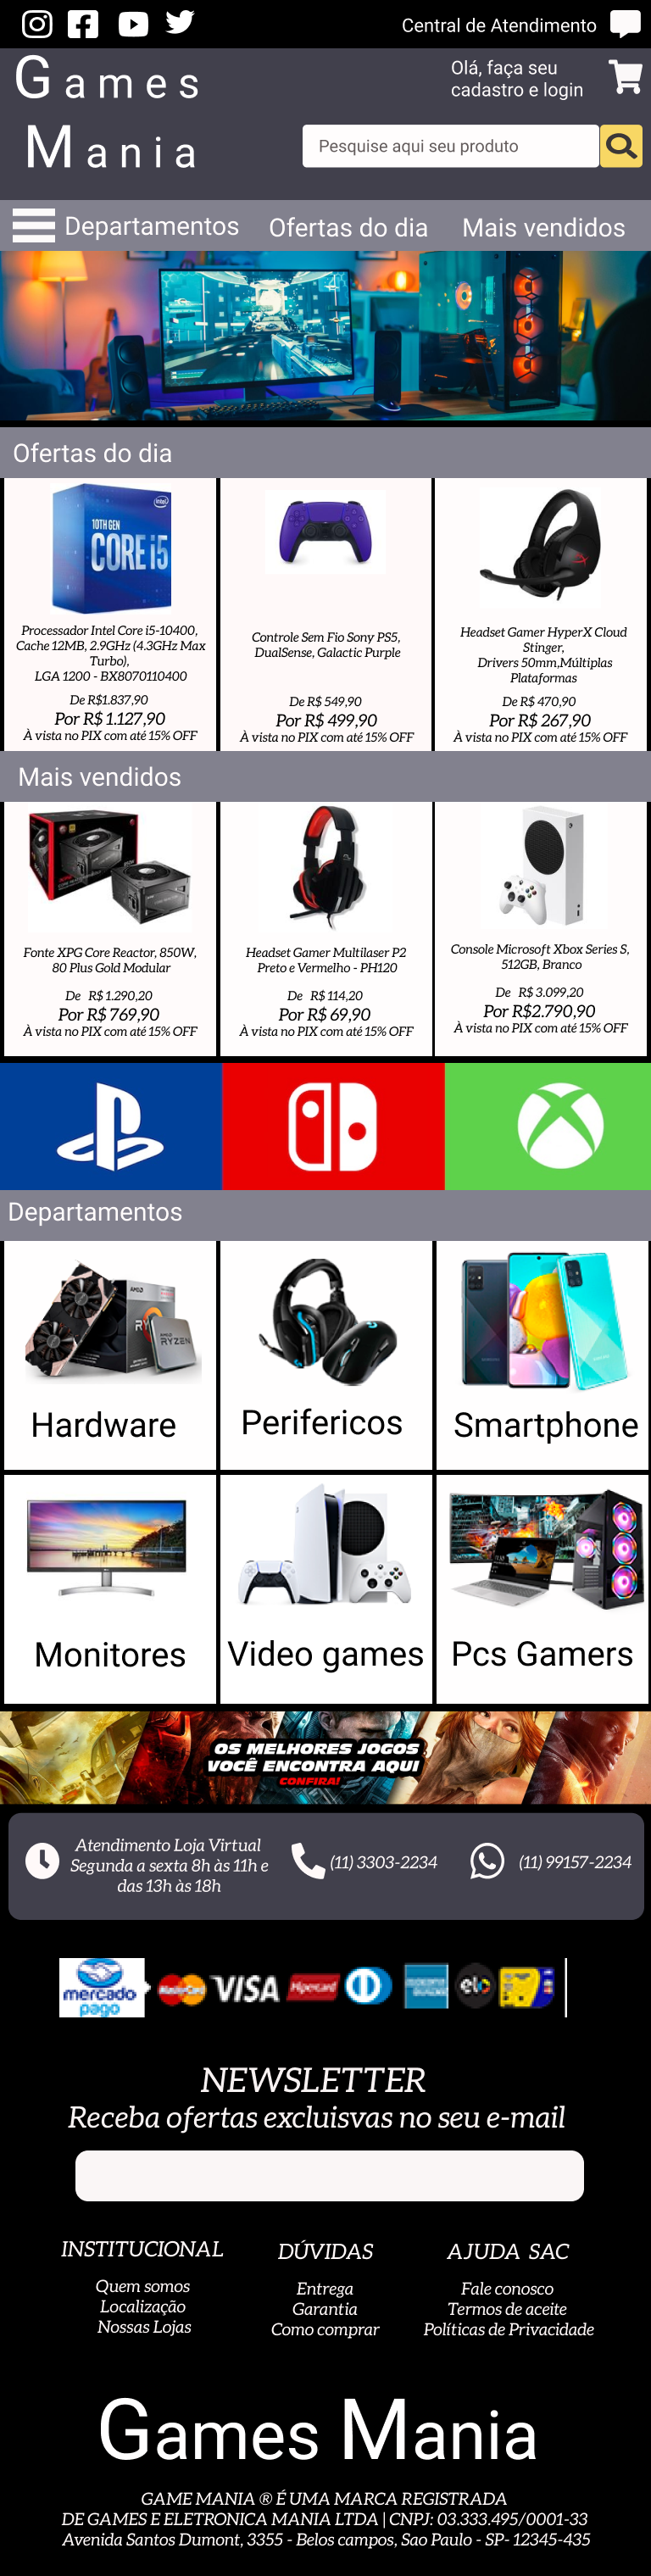 Central de Atendimento
Games
Mania
Olá, faça seu
cadastro e login
Pesquise aqui seu produto
Departamentos
Ofertas do dia
Mais vendidos
Ofertas do dia
intel
10TH GEN
CORE i5
Processador Intel Core i5-10400,
Cache 12MB, 2.9GHz (4.3GHz Max
Turbo),
LGA 1200 - BX8070110400
De R$1.837,90
Por R$ 1.127,90
À vista no PIX com até 15% OFF
Controle Sem Fio Sony PS5,
DualSense, Galactic Purple
De R$ 549,90
Por R$ 499,90
À vista no PIX com até 15% OFF
Headset Gamer HyperX Cloud
Stinger,
Drivers 50mm,Múltiplas
Plataformas
De R$ 470,90
Por R$ 267,90
À vista no PIX com até 15% OFF
Mais vendidos
Fonte XPG Core Reactor, 850W,
80 Plus Gold Modular
De R$ 1.290,20
Por R$ 769,90
À vista no PIX com até 15% OFF
Headset Gamer Multilaser P2
Preto e Vermelho - PH120
De R$ 114,20
Por R$ 69,90
À vista no PIX com até 15% OFF
Console Microsoft Xbox Series S,
512GB, Branco
De R$ 3.099,20
Por R$2.790,90
À vista no PIX com até 15% OFF
Departamentos
AMD
RYZEN
Hardware
Perifericos
Smartphone
Monitores
Video games
Pcs Gamers
OS MELHORES JOGOS
VOCÊ ENCONTRA AQUI
CONFIRA!
Atendimento Loja Virtual
Segunda a sexta 8h às 11h e
das 13h às 18h
(11) 3303-2234
(11) 99157-2234
mercado
pago
MasterCard
VISA
Hipercard
elo
NEWSLETTER
Receba ofertas excluisvas no seu e-mail
INSTITUCIONAL
Quem somos
Localização
Nossas Lojas
DÚVIDAS
Entrega
Garantia
Como comprar
AJUDA SAC
Fale conosco
Termos de aceite
Políticas de Privacidade
Games Mania
GAME MANIA ® É UMA MARCA REGISTRADA
DE GAMES E ELETRONICA MANIA LTDA | CNPJ: 03.333.495/0001-33
Avenida Santos Dumont, 3355 - Belos campos, Sao Paulo - SP- 12345-435